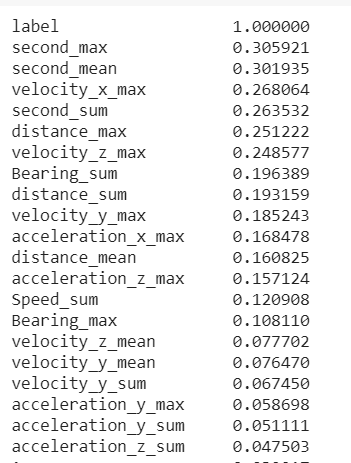 label 1.000000
second_max 0.305921
second_mean 0.301935
velocity_x_max 0.268064
second_sum 0.263532
distance_max 0.251222
velocity_z_max 0.248577
Bearing_sum 0.196389
distance_sum 0.193159
velocity_y_max 0.185243
acceleration_x_max 0.168478
distance_mean 0.160825
acceleration_z_max 0.157124
Speed_sum 0.120908
Bearing_max 0.108110
velocity_z_mean 0.077702
velocity_y_mean 0.076470
velocity_y_sum 0.067450
acceleration_y_max 0.058698
acceleration_y_sum 0.051111
acceleration_z_sum 0.047503